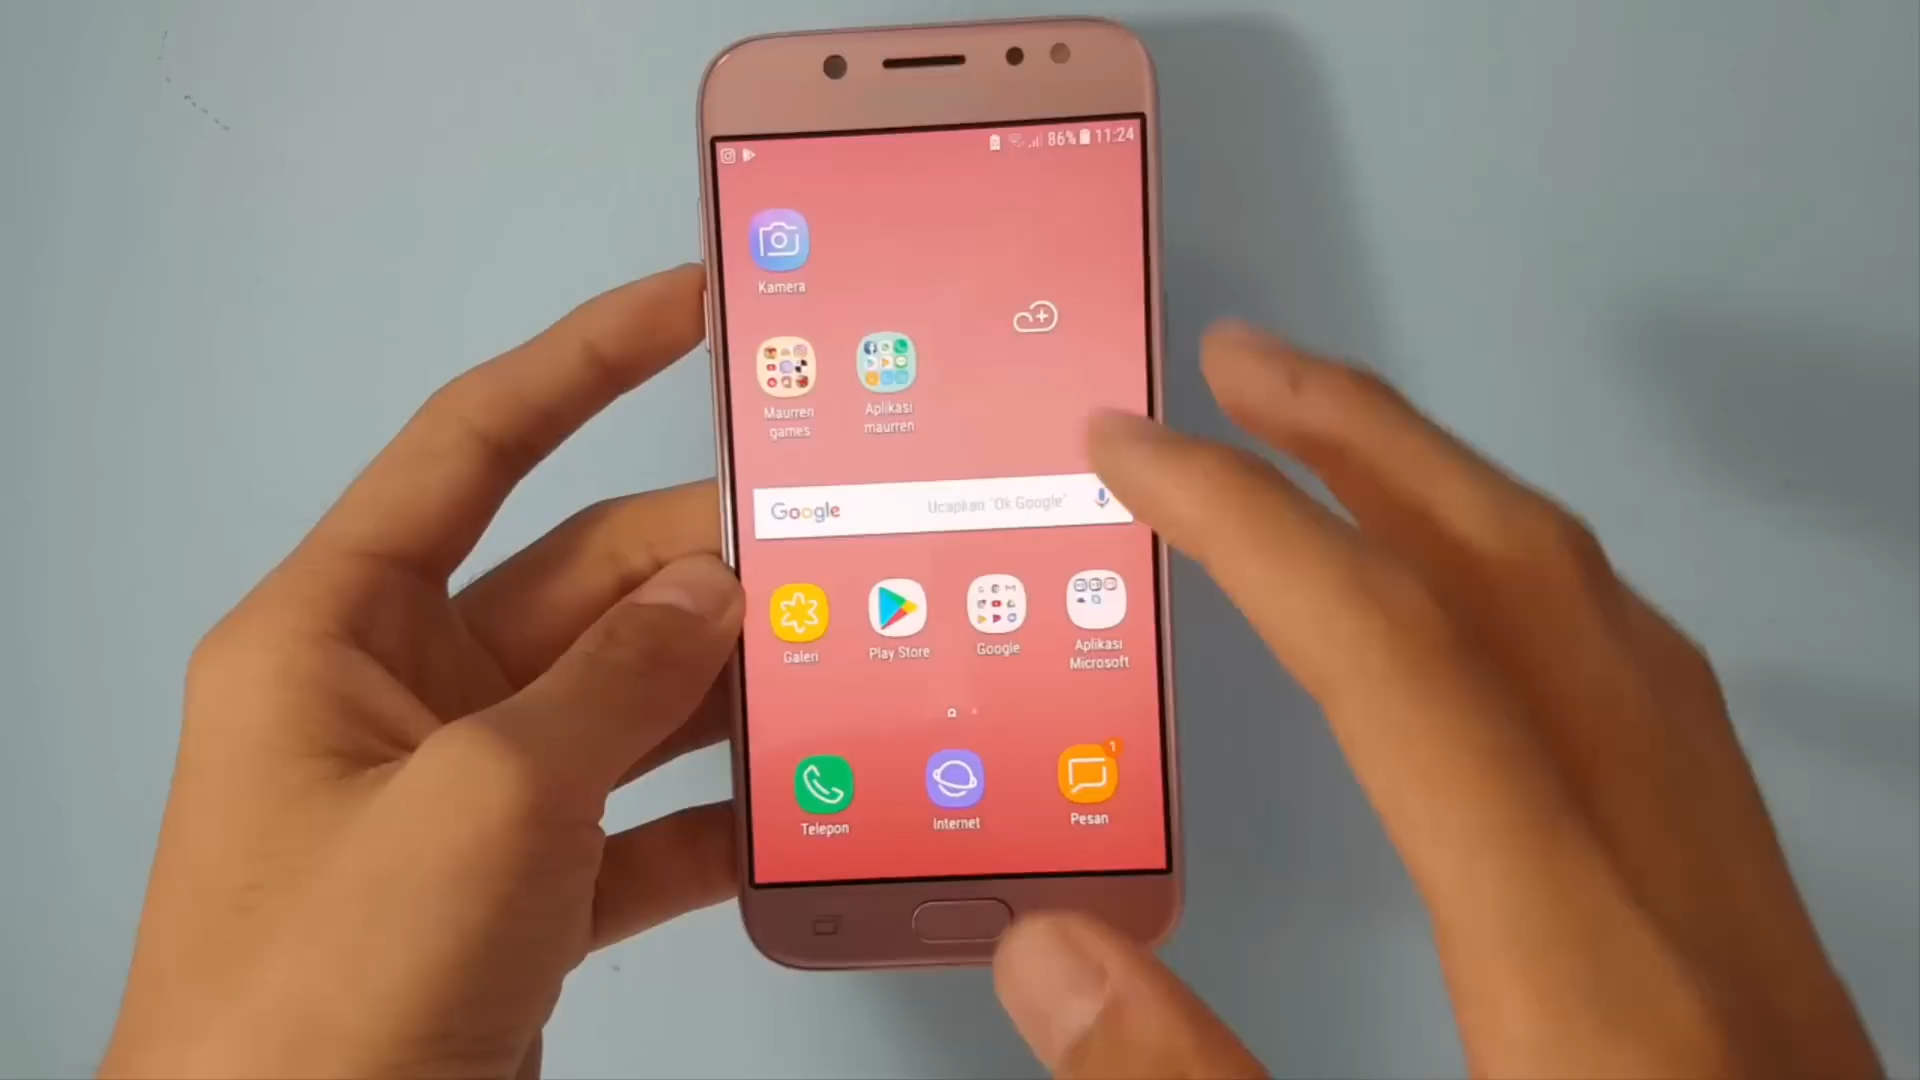 86% 11:24
Kamera
Maurren
games
Aplikasi
maurren
Google Ucapkan "Ok Google"
Galeri
Play Store
Google
Aplikasi
Microsoft
1
Telepon
Internet
Pesan